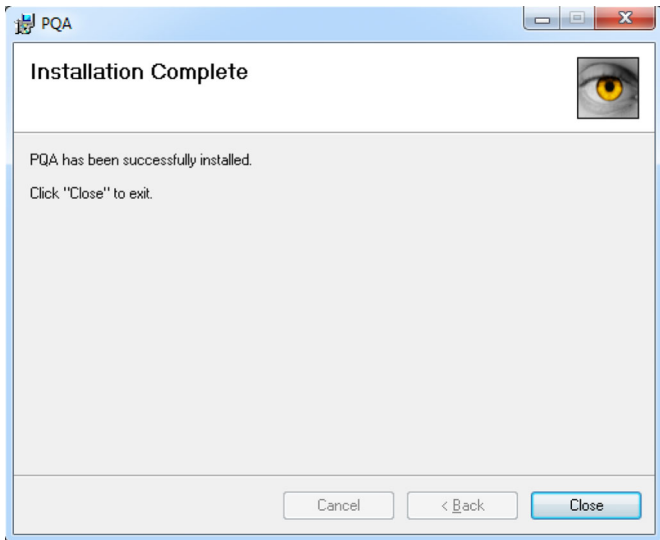 PQA
Installation Complete
PQA has been successfully installed.
Click "Close" to exit.
Cancel
< Back
Close